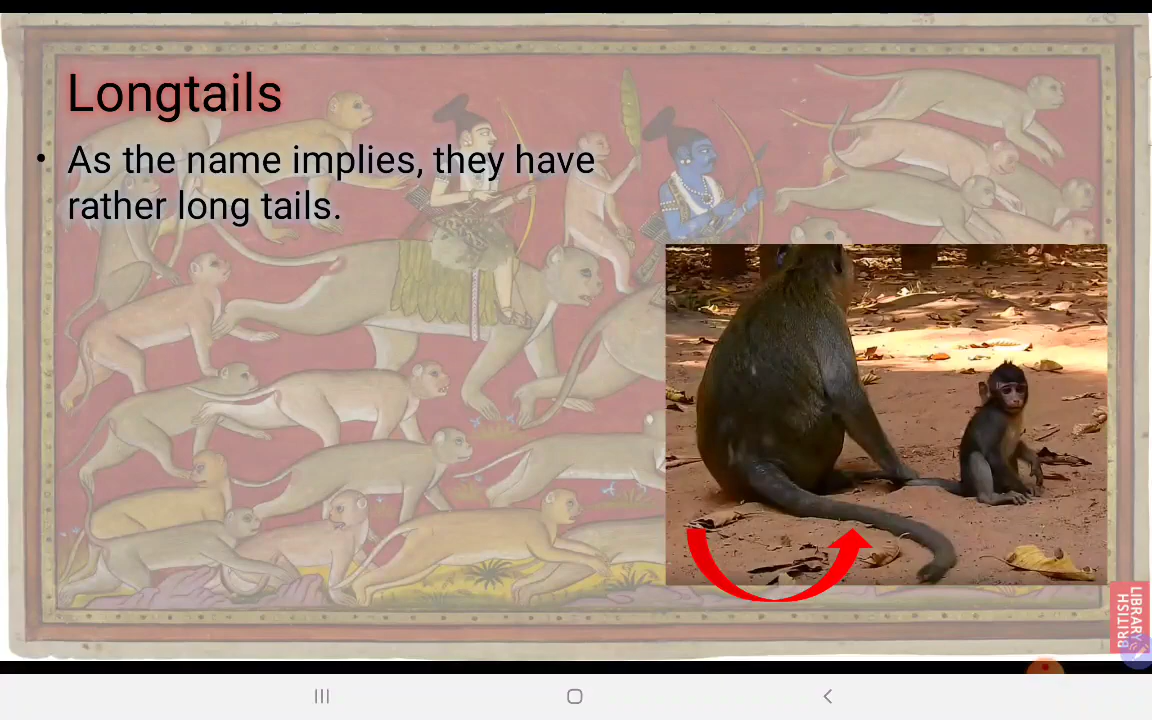 Longtails
• As the name implies, they have
rather long tails.
BRITISH
LIBRARY